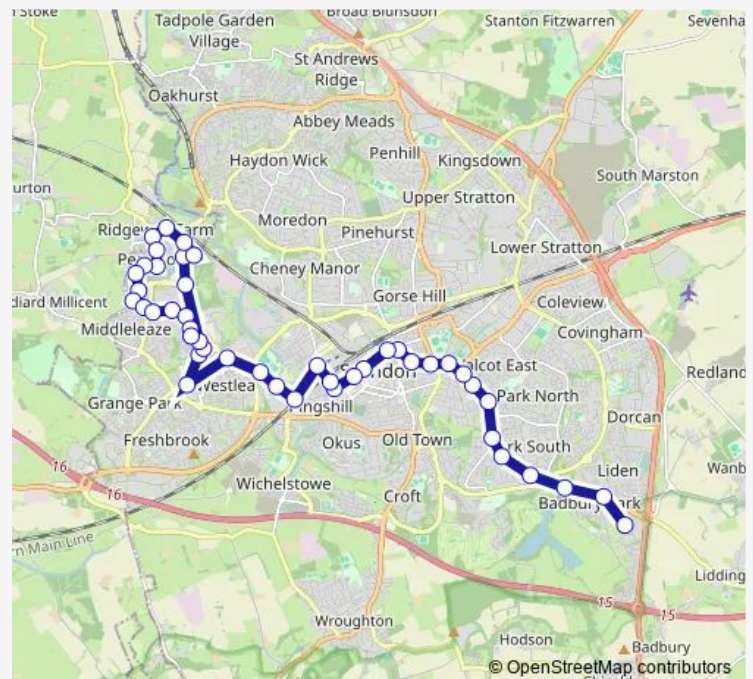 Broad Blunsdon
Tadpole Garden
Village
Stanton Fitzwarren
St Andrews
Ridge
Oakhurst
Abbey Meads
Haydon Wick
Penhill
Kingsdown
South Marston
Upper Stratton
Moredon
Pinehurst
Lower Stratton
Cheney Manor
Gorse Hill
Coleview
Middleleaze
Covingham
Westlea
Park North
Grange Park
Dorcan
Freshbrook
Okus
Old Town
Liden
16
16
Wichelstowe
Croft
n Main Line
15
15
Wroughton
Hodson
Badbury
© OpenStreetMap contributors